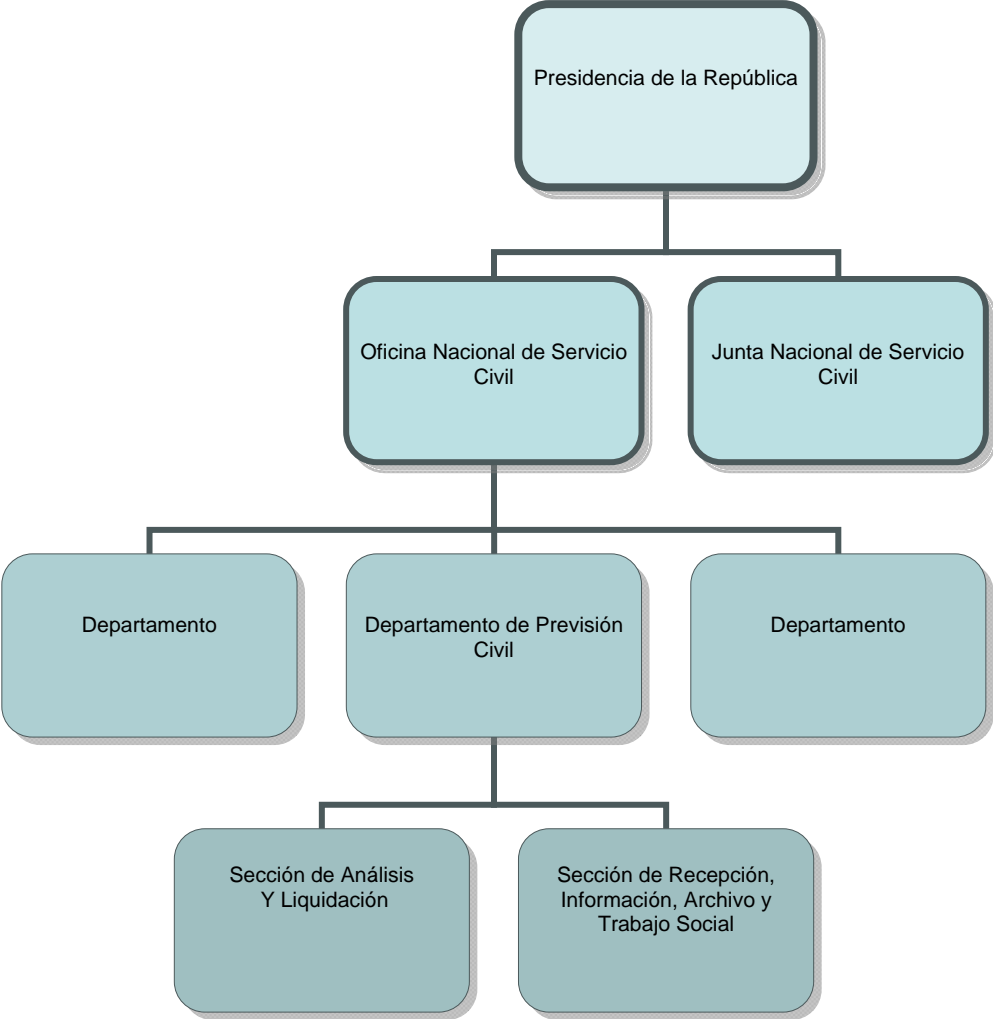 Presidencia de la República
Oficina Nacional de Servicio
Civil
Junta Nacional de Servicio
Civil
Departamento
Departamento de Previsión
Civil
Departamento
Sección de Análisis
Y Liquidación
Sección de Recepción,
Información, Archivo y
Trabajo Social